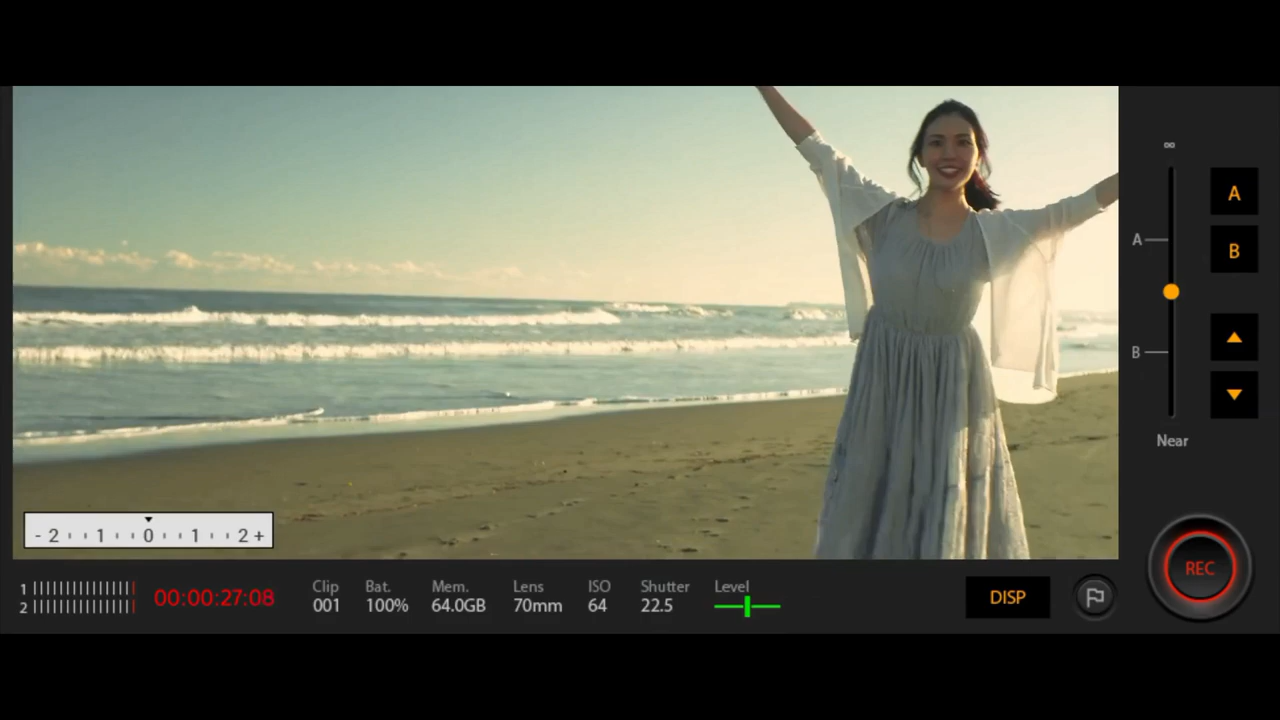 ∞
A
A
B
B
Near
- 2 1 0 1 2 +
1
2
00:00:27:08
Clip Bat. Mem. Lens ISO Shutter Level
001 100% 64.0GB 70mm 64 22.5
DISP
REC